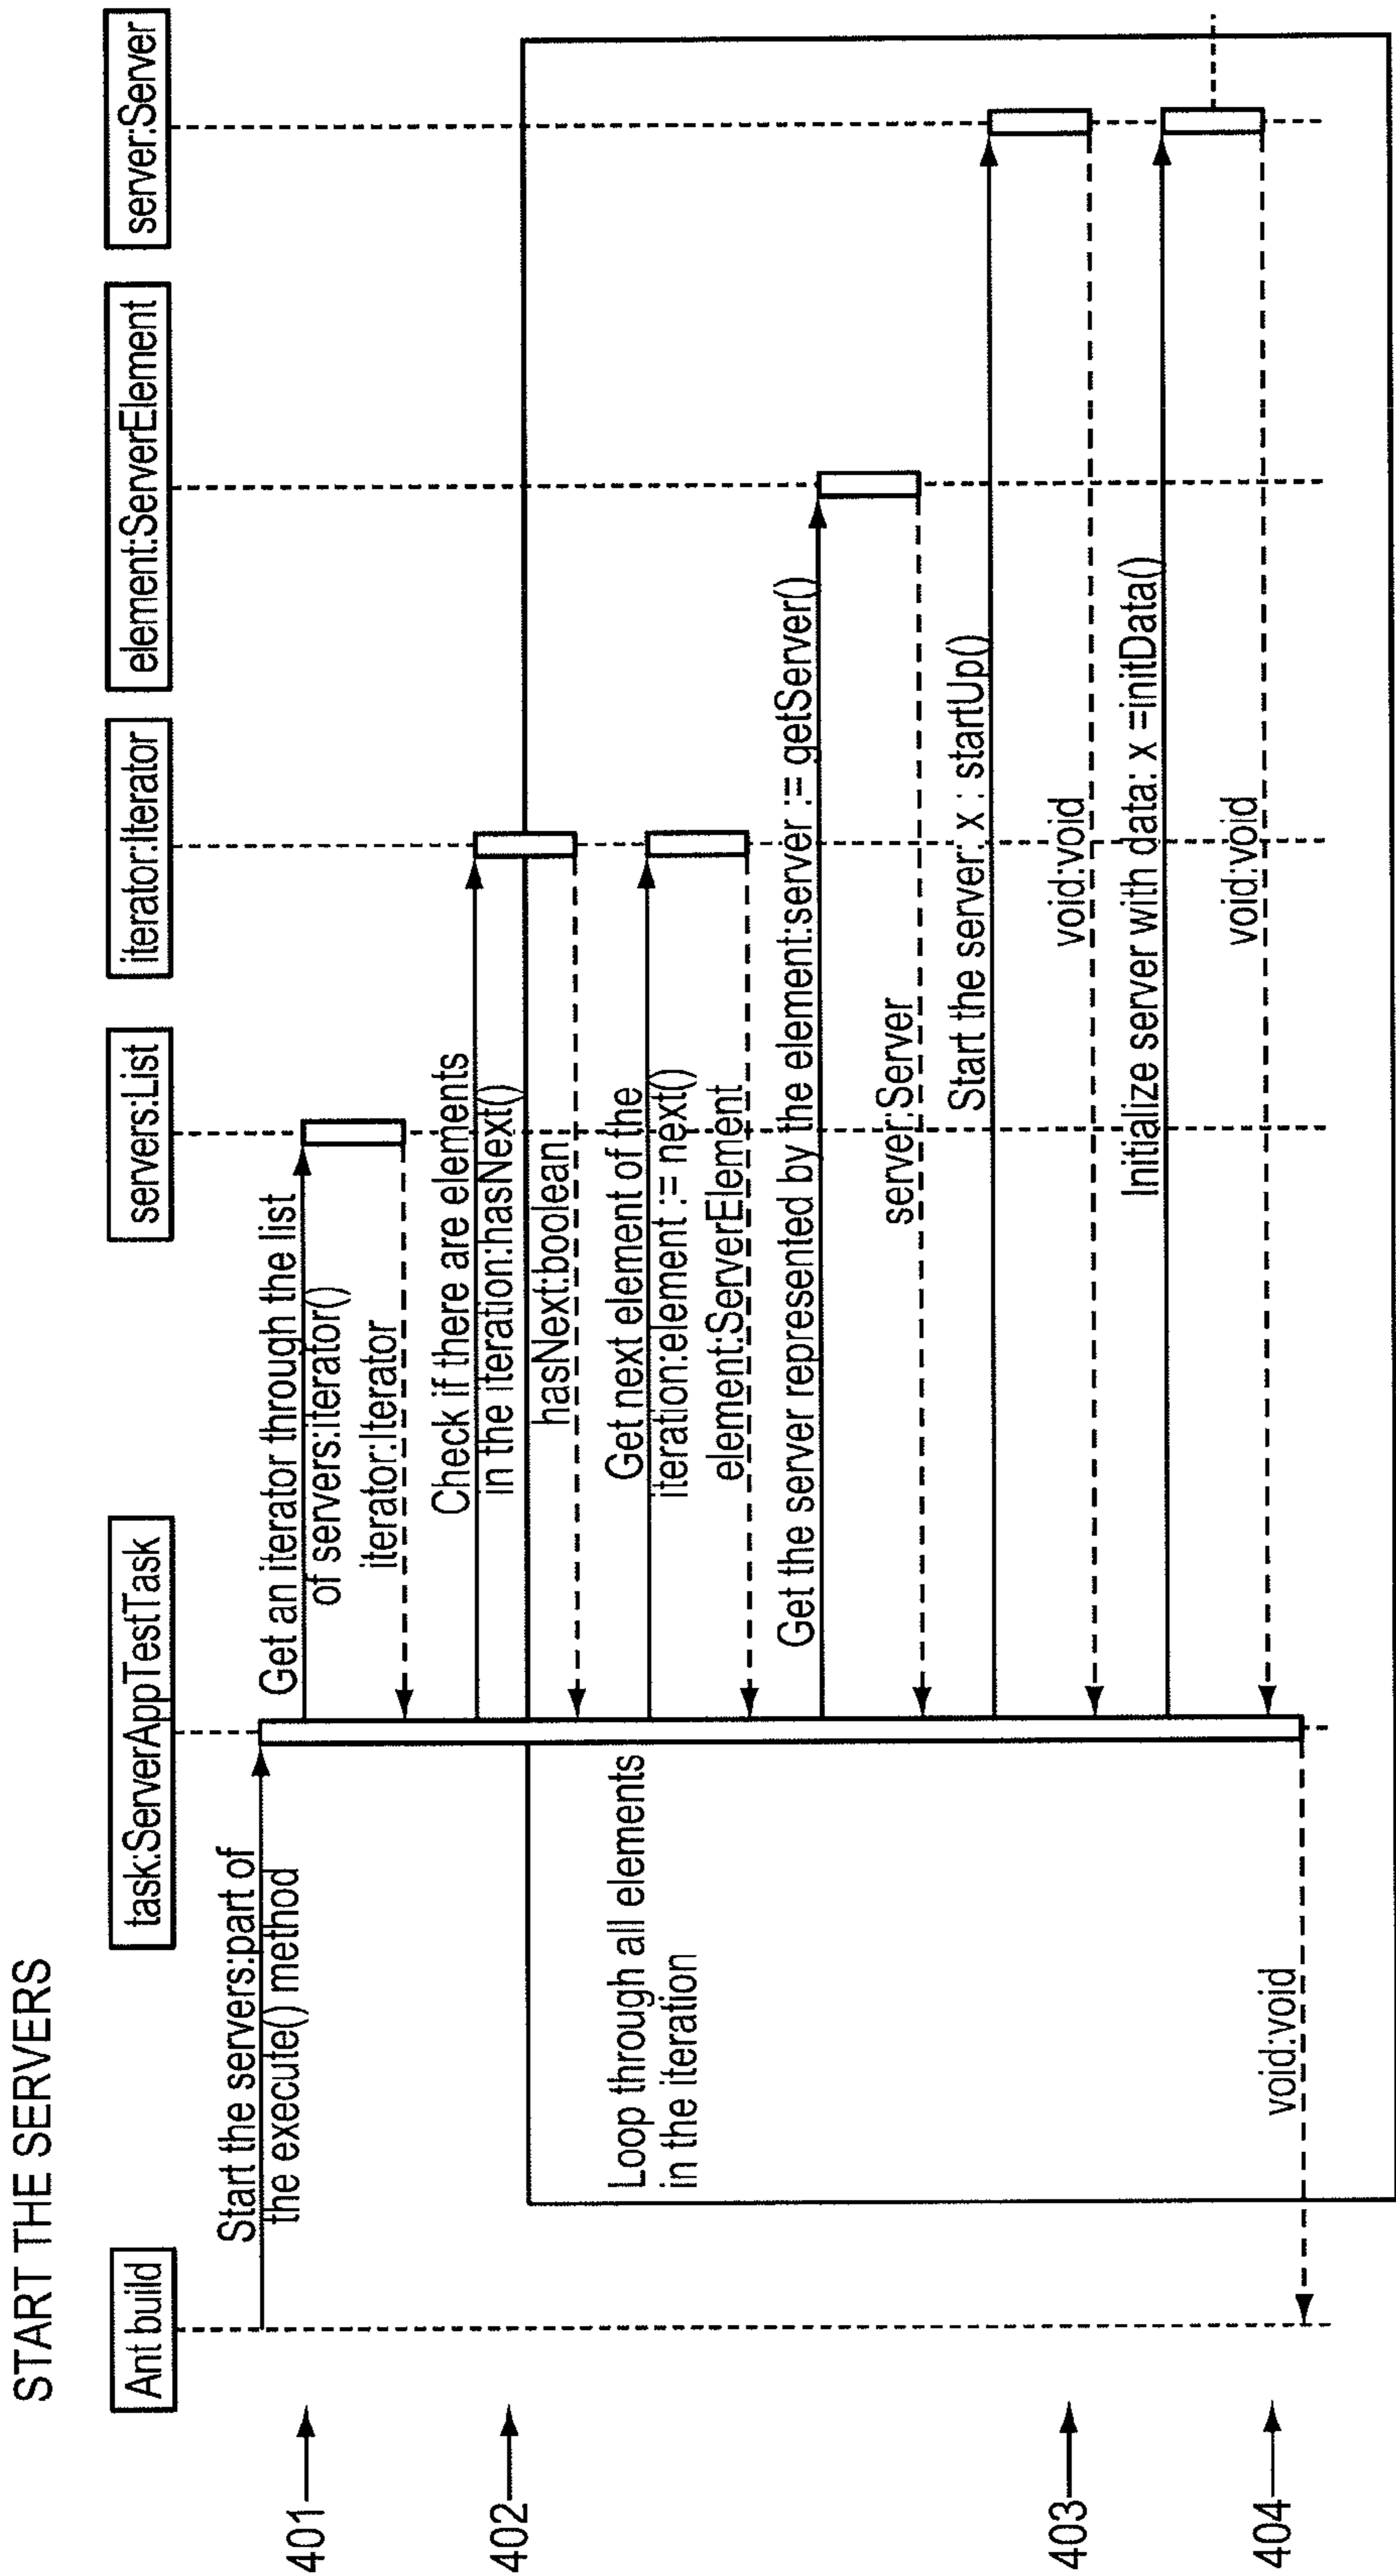 START THE SERVERS
Ant build
task:ServerAppTestTask
servers:List
iterator:Iterator
element:ServerElement
server:Server
Start the servers:part of
the execute() method
401
Get an iterator through the list
of servers:iterator()
iterator:Iterator
402
Check if there are elements
in the iteration:hasNext()
hasNext:boolean
Loop through all elements
in the iteration
Get next element of the
iteration:element := next()
element:ServerElement
Get the server represented by the element:server := getServer()
server:Server
Start the server: x : startUp()
403
void:void
Initialize server with data: x =initData()
404
void:void
void:void